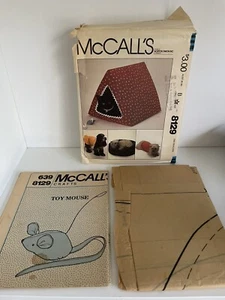 McCALL'S
$3.00
8129
639
8129
McCALL'S
CRAFTS
TOY MOUSE